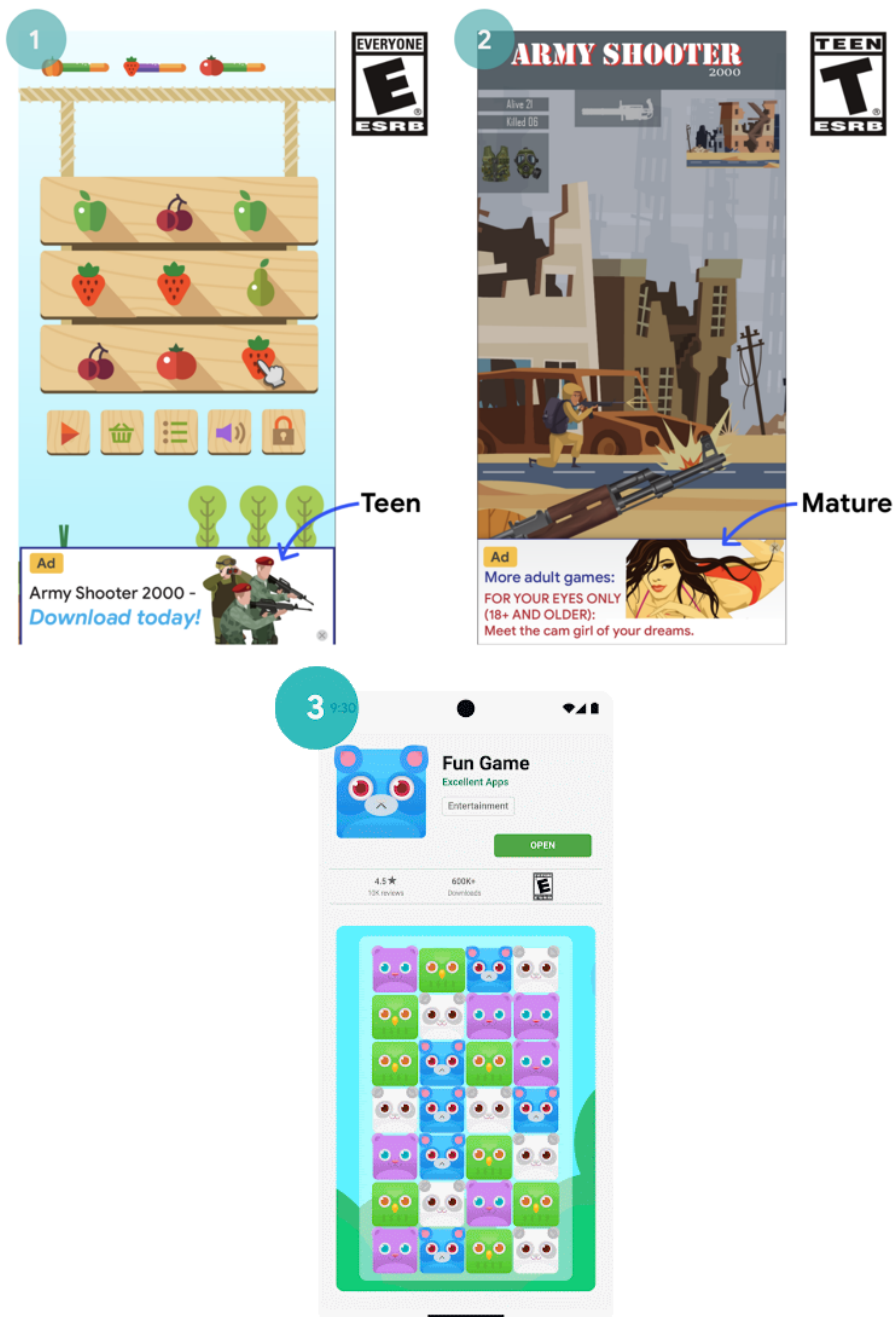 1
EVERYONE
E
ESRB
Teen
Ad
Army Shooter 2000 -
Download today!
2
ARMY SHOOTER
2000
TEEN
T
ESRB
Alive 21
Killed 06
Mature
Ad
More adult games:
FOR YOUR EYES ONLY
(18+ AND OLDER):
Meet the cam girl of your dreams.
3
9:30
Fun Game
Excellent Apps
Entertainment
OPEN
4.5★ 600K+
10K reviews Downloads
E